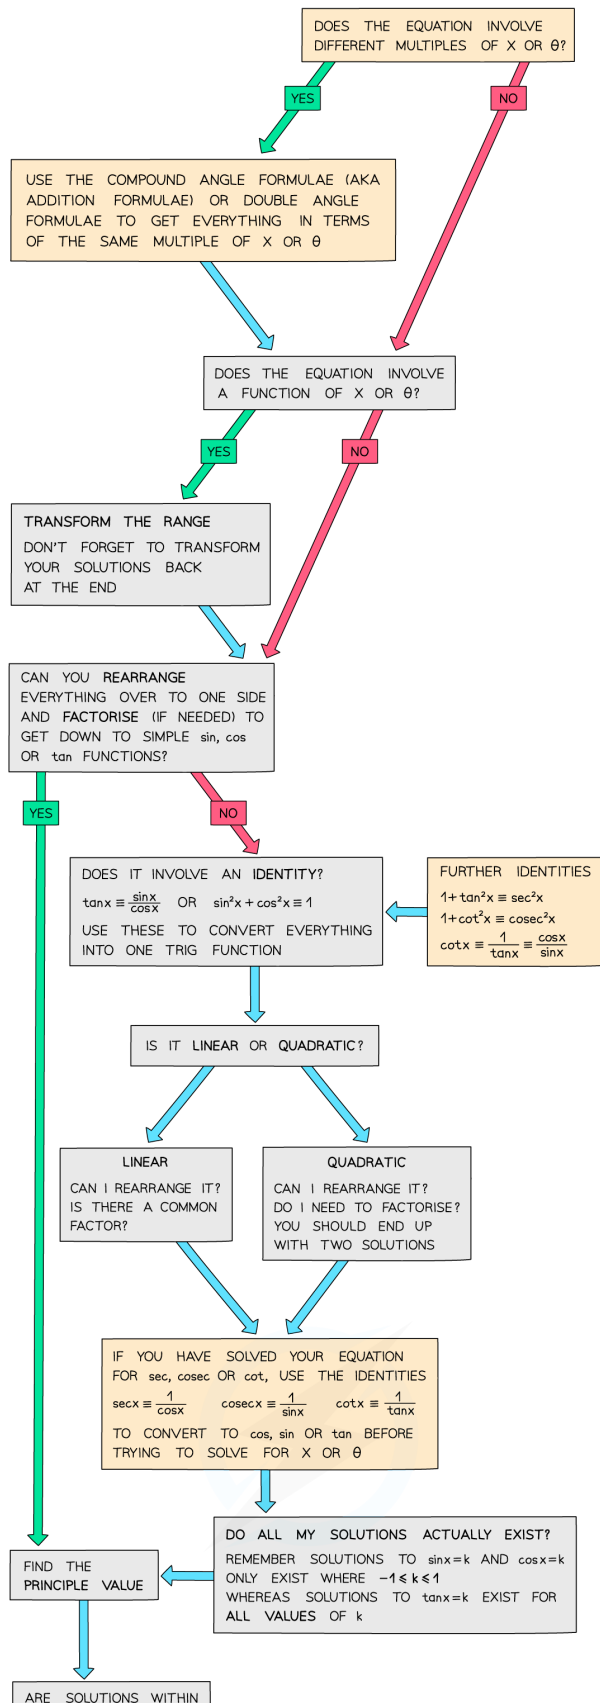 DOES THE EQUATION INVOLVE
DIFFERENT MULTIPLES OF X OR θ?
YES
NO
USE THE COMPOUND ANGLE FORMULAE (AKA
ADDITION FORMULAE) OR DOUBLE ANGLE
FORMULAE TO GET EVERYTHING IN TERMS
OF THE SAME MULTIPLE OF X OR θ
DOES THE EQUATION INVOLVE
A FUNCTION OF X OR θ?
YES
NO
TRANSFORM THE RANGE
DON'T FORGET TO TRANSFORM
YOUR SOLUTIONS BACK
AT THE END
CAN YOU REARRANGE
EVERYTHING OVER TO ONE SIDE
AND FACTORISE (IF NEEDED) TO
GET DOWN TO SIMPLE sin, cos
OR tan FUNCTIONS?
YES
NO
DOES IT INVOLVE AN IDENTITY?
tanx ≡ sinx/cosx OR sin²x + cos²x ≡ 1
USE THESE TO CONVERT EVERYTHING
INTO ONE TRIG FUNCTION
FURTHER IDENTITIES
1+tan²x ≡ sec²x
1+cot²x ≡ cosec²x
cotx ≡ 1/tanx ≡ cosx/sinx
IS IT LINEAR OR QUADRATIC?
LINEAR
CAN I REARRANGE IT?
IS THERE A COMMON
FACTOR?
QUADRATIC
CAN I REARRANGE IT?
DO I NEED TO FACTORISE?
YOU SHOULD END UP
WITH TWO SOLUTIONS
IF YOU HAVE SOLVED YOUR EQUATION
FOR sec, cosec OR cot, USE THE IDENTITIES
secx ≡ 1/cosx cosecx ≡ 1/sinx cotx ≡ 1/tanx
TO CONVERT TO cos, sin OR tan BEFORE
TRYING TO SOLVE FOR X OR θ
DO ALL MY SOLUTIONS ACTUALLY EXIST?
REMEMBER SOLUTIONS TO sinx=k AND cosx=k
ONLY EXIST WHERE -1⩽k⩽1
WHEREAS SOLUTIONS TO tanx=k EXIST FOR
ALL VALUES OF k
FIND THE
PRINCIPLE VALUE
ARE SOLUTIONS WITHIN